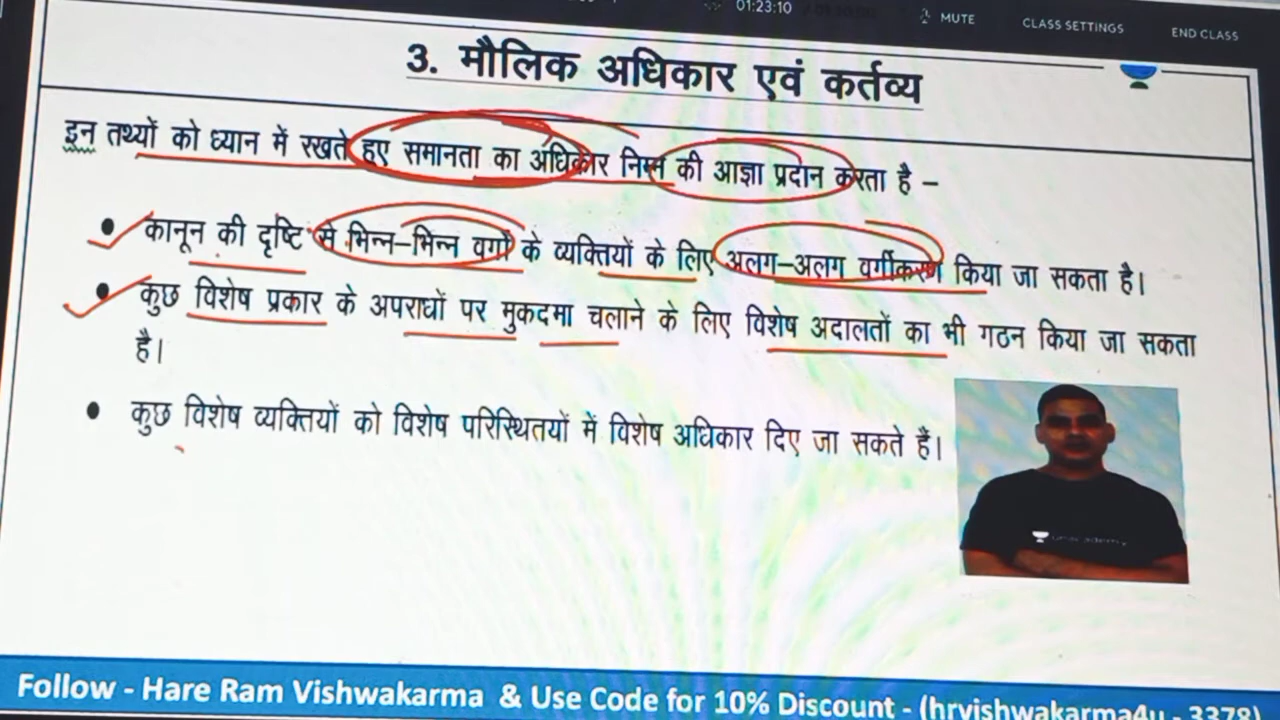 01:23:10
MUTE
CLASS SETTINGS
END CLASS
3. मौलिक अधिकार एवं कर्तव्य
इन तथ्यों को ध्यान में रखते हुए समानता का अधिकार निम्न की आज्ञा प्रदान करता है –
• कानून की दृष्टि से भिन्न–भिन्न वर्गों के व्यक्तियों के लिए अलग–अलग वर्गीकरण किया जा सकता है।
• कुछ विशेष प्रकार के अपराधों पर मुकदमा चलाने के लिए विशेष अदालतों का भी गठन किया जा सकता
है।
• कुछ विशेष व्यक्तियों को विशेष परिस्थितयों में विशेष अधिकार दिए जा सकते हैं।
Follow - Hare Ram Vishwakarma & Use Code for 10% Discount - (hrvishwakarma4u - 3378)